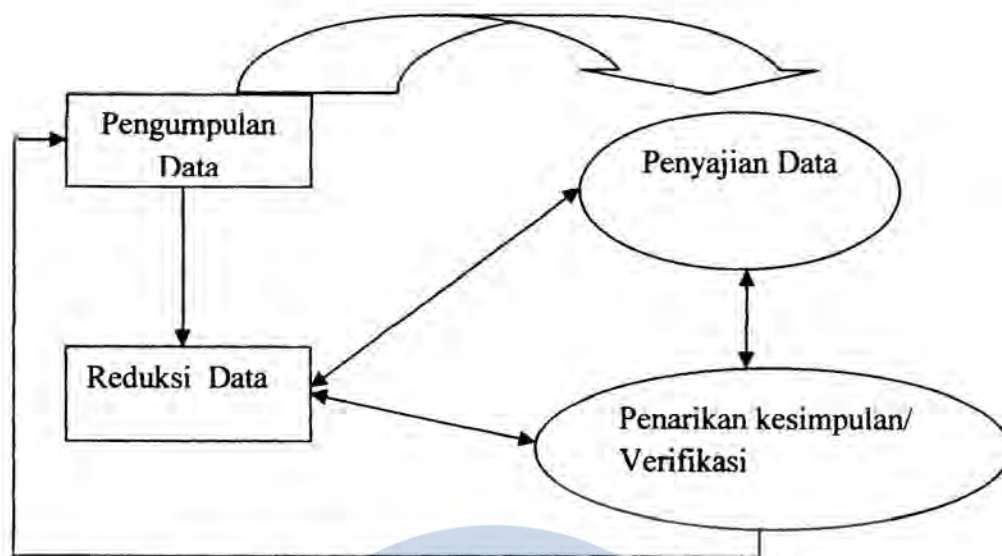 Pengumpulan
Data
Penyajian Data
Reduksi Data
Penarikan kesimpulan/
Verifikasi